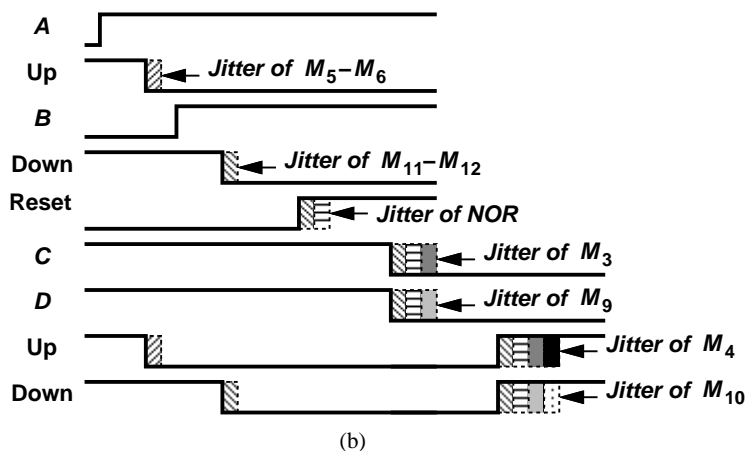 A
Up
Jitter of M5–M6
B
Down
Jitter of M11–M12
Reset
Jitter of NOR
C
Jitter of M3
D
Jitter of M9
Up
Jitter of M4
Down
Jitter of M10
(b)